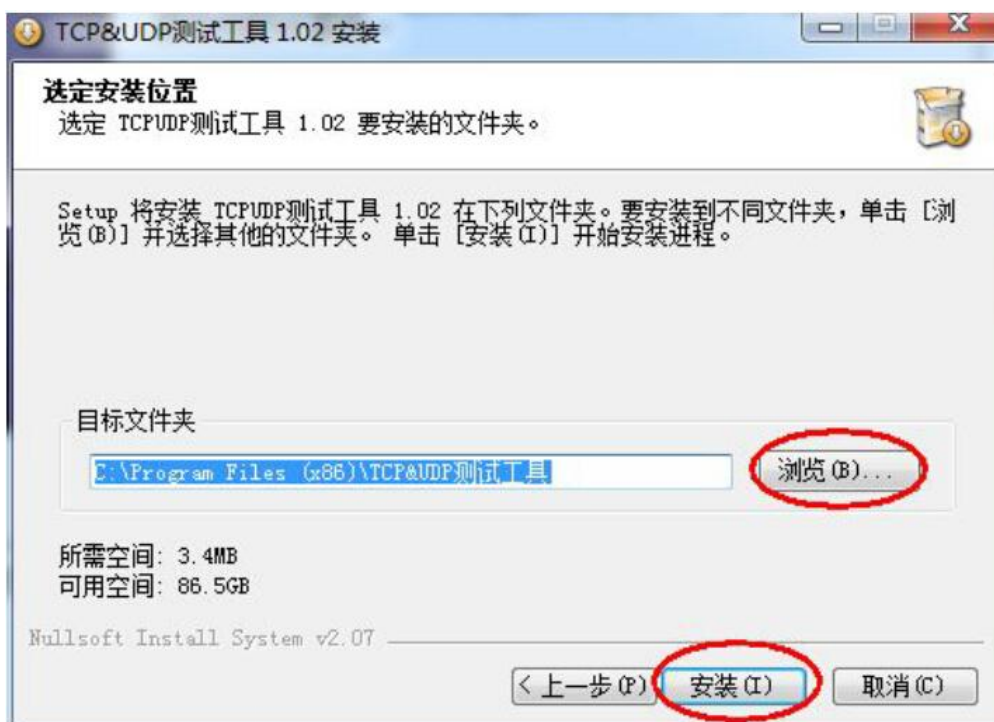 TCP&UDP测试工具 1.02 安装
选定安装位置
选定 TCPUDP测试工具 1.02 要安装的文件夹。
Setup 将安装 TCPUDP测试工具 1.02 在下列文件夹。要安装到不同文件夹，单击 [浏
览(B)] 并选择其他的文件夹。 单击 [安装(I)] 开始安装进程。
目标文件夹
C:\Program Files (x86)\TCP&UDP测试工具
浏览(B)...
所需空间: 3.4MB
可用空间: 86.5GB
Nullsoft Install System v2.07
< 上一步(P)
安装(I)
取消(C)